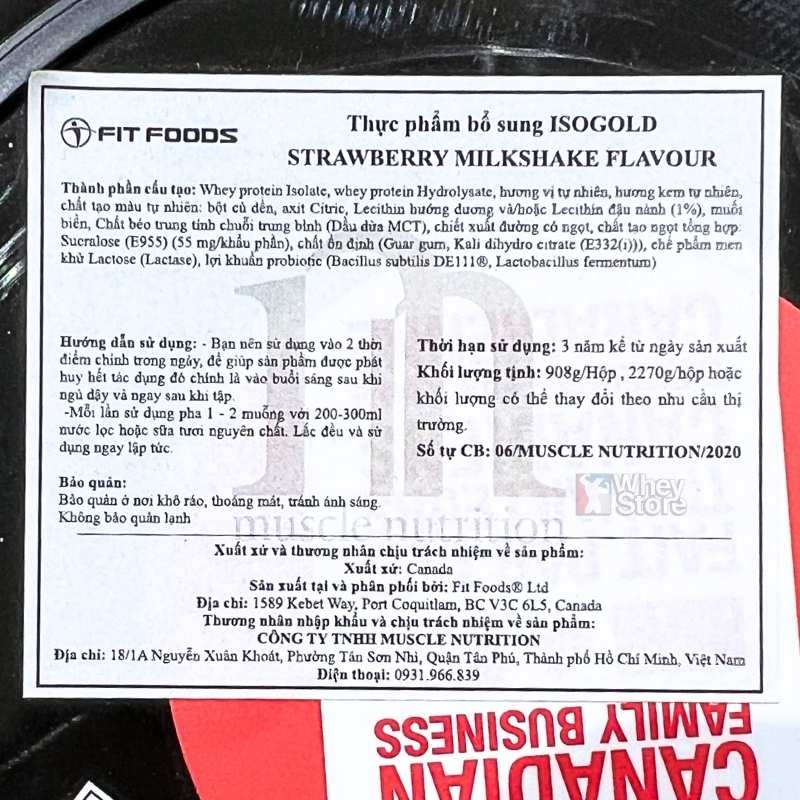 FIT FOODS
Thực phẩm bổ sung ISOGOLD
STRAWBERRY MILKSHAKE FLAVOUR
Thành phần cấu tạo: Whey protein Isolate, whey protein Hydrolysate, hương vị tự nhiên, hương kem tự nhiên,
chất tạo màu tự nhiên: bột củ dền, axit Citric, Lecithin hướng dương và/hoặc Lecithin đậu nành (1%), muối
biển, Chất béo trung tính chuỗi trung bình (Dầu dừa MCT), chiết xuất đường cỏ ngọt, chất tạo ngọt tổng hợp:
Sucralose (E955) (55 mg/khẩu phần), chất ổn định (Guar gum, Kali dihydro citrate (E332(i))), chế phẩm men
khử Lactose (Lactase), lợi khuẩn probiotic (Bacillus subtilis DE111®, Lactobacillus fermentum)
Hướng dẫn sử dụng: - Bạn nên sử dụng vào 2 thời
điểm chính trong ngày, để giúp sản phẩm được phát
huy hết tác dụng đó chính là vào buổi sáng sau khi
ngủ dậy và ngay sau khi tập.
-Mỗi lần sử dụng pha 1 - 2 muỗng với 200-300ml
nước lọc hoặc sữa tươi nguyên chất. Lắc đều và sử
dụng ngay lập tức.
Bảo quản:
Bảo quản ở nơi khô ráo, thoáng mát, tránh ánh sáng.
Không bảo quản lạnh
Thời hạn sử dụng: 3 năm kể từ ngày sản xuất
Khối lượng tịnh: 908g/Hộp , 2270g/hộp hoặc
khối lượng có thể thay đổi theo nhu cầu thị
trường.
Số tự CB: 06/MUSCLE NUTRITION/2020
Whey
Store
muscle nutrition
Xuất xứ và thương nhân chịu trách nhiệm về sản phẩm:
Xuất xứ: Canada
Sản xuất tại và phân phối bởi: Fit Foods® Ltd
Địa chỉ: 1589 Kebet Way, Port Coquitlam, BC V3C 6L5, Canada
Thương nhân nhập khẩu và chịu trách nhiệm về sản phẩm:
CÔNG TY TNHH MUSCLE NUTRITION
Địa chỉ: 18/1A Nguyễn Xuân Khoát, Phường Tân Sơn Nhì, Quận Tân Phú, Thành phố Hồ Chí Minh, Việt Nam
Điện thoại: 0931.966.839
CANADIAN
FAMILY BUSINESS